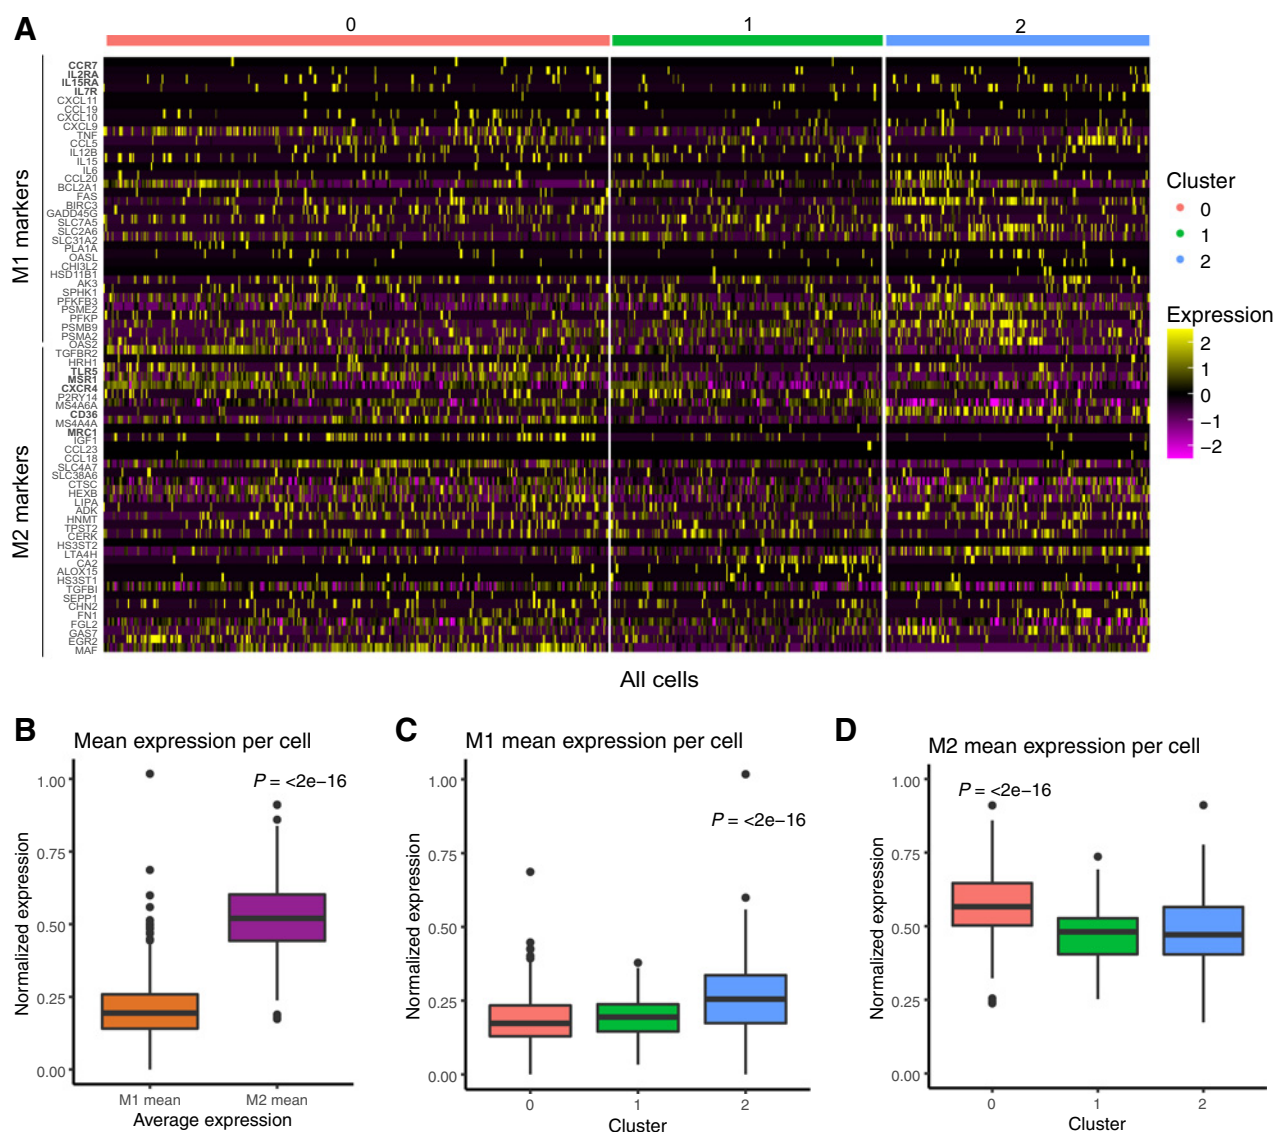 A
0 1 2
M1 markers
CCR7
IL2RA
IL15RA
IL7R
CXCL11
CCL19
CXCL10
CXCL9
TNF
CCL5
IL12B
IL15
IL6
CCL20
BCL2A1
FAS
BIRC3
GADD45G
SLC7A5
SLC2A6
SLC31A2
PLA1A
OASL
CHI3L2
HSD11B1
AK3
SPHK1
PFKFB3
PSME2
PFKP
PSMB9
PSMA2
OAS2
M2 markers
TGFBR2
HRH1
TLR5
MSR1
CXCR4
P2RY14
MS4A6A
CD36
MS4A4A
MRC1
IGF1
CCL23
CCL18
SLC4A7
SLC38A6
CTSC
HEXB
LIPA
ADK
HNMT
TPST2
CERK
HS3ST2
LTA4H
CA2
ALOX15
HS3ST1
TGFBI
SEPP1
CHN2
FN1
FGL2
GAS7
EGR2
MAF
All cells
Cluster
0
1
2
Expression
2
1
0
−1
−2
B
Mean expression per cell
P = <2e−16
Normalized expression
1.00
0.75
0.50
0.25
0.00
M1 mean M2 mean
Average expression
C
M1 mean expression per cell
P = <2e−16
Normalized expression
1.00
0.75
0.50
0.25
0.00
0 1 2
Cluster
D
M2 mean expression per cell
P = <2e−16
Normalized expression
1.00
0.75
0.50
0.25
0.00
0 1 2
Cluster